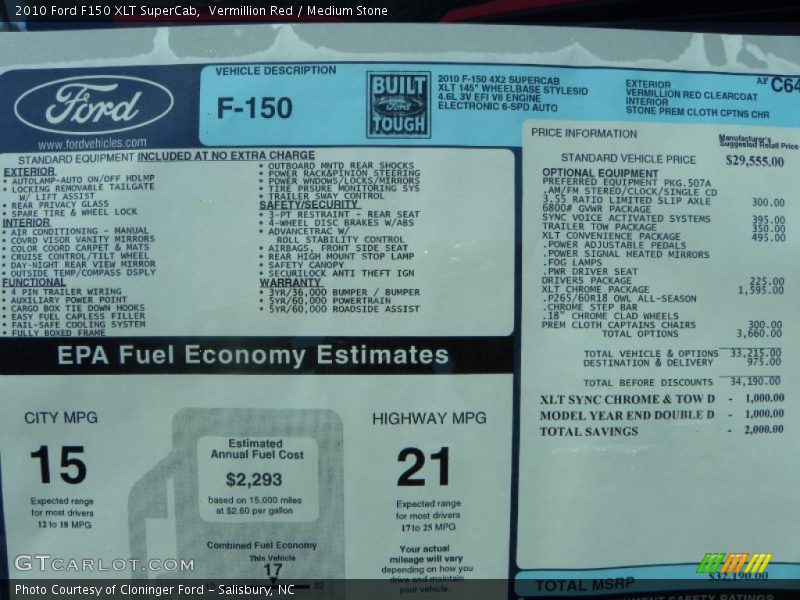 2010 Ford F150 XLT SuperCab, Vermillion Red / Medium Stone
Ford
www.fordvehicles.com
VEHICLE DESCRIPTION
F-150
BUILT
Ford
TOUGH
2010 F-150 4X2 SUPERCAB
XLT 145" WHEELBASE STYLESID
4.6L 3V EFI V8 ENGINE
ELECTRONIC 6-SPD AUTO
EXTERIOR
VERMILLION RED CLEARCOAT
INTERIOR
STONE PREM CLOTH CPTNS CHR
AF C64
STANDARD EQUIPMENT INCLUDED AT NO EXTRA CHARGE
EXTERIOR
• AUTOLAMP-AUTO ON/OFF HDLMP
• LOCKING REMOVABLE TAILGATE
W/ LIFT ASSIST
• REAR PRIVACY GLASS
• SPARE TIRE & WHEEL LOCK
INTERIOR
• AIR CONDITIONING - MANUAL
• COVRD VISOR VANITY MIRRORS
• COLOR COORD CARPET & MATS
• CRUISE CONTROL/TILT WHEEL
• DAY-NIGHT REAR VIEW MIRROR
• OUTSIDE TEMP/COMPASS DSPLY
FUNCTIONAL
• 4 PIN TRAILER WIRING
• AUXILIARY POWER POINT
• CARGO BOX TIE DOWN HOOKS
• EASY FUEL CAPLESS FILLER
• FAIL-SAFE COOLING SYSTEM
• FULLY BOXED FRAME
• OUTBOARD MNTD REAR SHOCKS
• POWER RACK&PINION STEERING
• POWER WNDOWS/LOCKS/MIRRORS
• TIRE PRSURE MONITORING SYS
• TRAILER SWAY CONTROL
SAFETY/SECURITY
• 3-PT RESTRAINT - REAR SEAT
• 4-WHEEL DISC BRAKES W/ABS
• ADVANCETRAC W/
ROLL STABILITY CONTROL
• AIRBAGS, FRONT SIDE SEAT
• REAR HIGH MOUNT STOP LAMP
• SAFETY CANOPY
• SECURILOCK ANTI THEFT IGN
WARRANTY
• 3YR/36,000 BUMPER / BUMPER
• 5YR/60,000 POWERTRAIN
• 5YR/60,000 ROADSIDE ASSIST
PRICE INFORMATION
Manufacturer's
Suggested Retail Price
STANDARD VEHICLE PRICE $29,555.00
OPTIONAL EQUIPMENT
PREFERRED EQUIPMENT PKG.507A
.AM/FM STEREO/CLOCK/SINGLE CD
3.55 RATIO LIMITED SLIP AXLE 300.00
6800# GVWR PACKAGE
SYNC VOICE ACTIVATED SYSTEMS 395.00
TRAILER TOW PACKAGE 350.00
XLT CONVENIENCE PACKAGE 495.00
.POWER ADJUSTABLE PEDALS
.POWER SIGNAL HEATED MIRRORS
.FOG LAMPS
.PWR DRIVER SEAT
DRIVERS PACKAGE 225.00
XLT CHROME PACKAGE 1,595.00
.P265/60R18 OWL ALL-SEASON
.CHROME STEP BAR
.18" CHROME CLAD WHEELS
PREM CLOTH CAPTAINS CHAIRS 300.00
TOTAL OPTIONS 3,660.00
TOTAL VEHICLE & OPTIONS 33,215.00
DESTINATION & DELIVERY 975.00
TOTAL BEFORE DISCOUNTS 34,190.00
XLT SYNC CHROME & TOW D - 1,000.00
MODEL YEAR END DOUBLE D - 1,000.00
TOTAL SAVINGS - 2,000.00
TOTAL MSRP $32,190.00
EPA Fuel Economy Estimates
CITY MPG
15
Expected range
for most drivers
12 to 18 MPG
Estimated
Annual Fuel Cost
$2,293
based on 15,000 miles
at $2.60 per gallon
Combined Fuel Economy
This Vehicle
17
22
HIGHWAY MPG
21
Expected range
for most drivers
17 to 25 MPG
Your actual
mileage will vary
depending on how you
drive and maintain
your vehicle.
GTCARLOT.COM
Photo Courtesy of Cloninger Ford - Salisbury, NC
SAFETY RATINGS